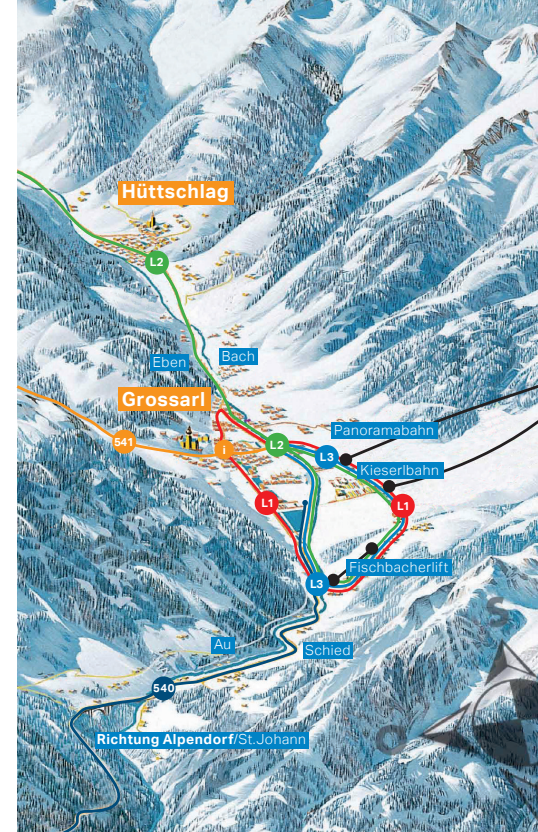 Hüttschlag
L2
Eben
Bach
Grossarl
541
i
L2
Panoramabahn
L3
Kieserlbahn
L1
L1
Fischbacherlift
L3
S
O
Au
Schied
540
Richtung Alpendorf/St.Johann